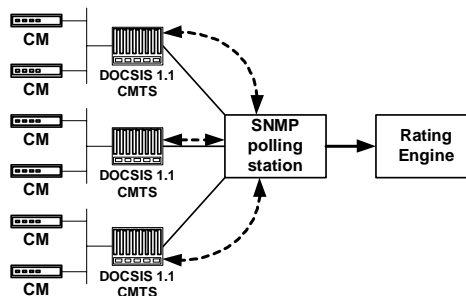 CM
CM
DOCSIS 1.1
CMTS
CM
CM
DOCSIS 1.1
CMTS
CM
CM
DOCSIS 1.1
CMTS
SNMP
polling
station
Rating
Engine